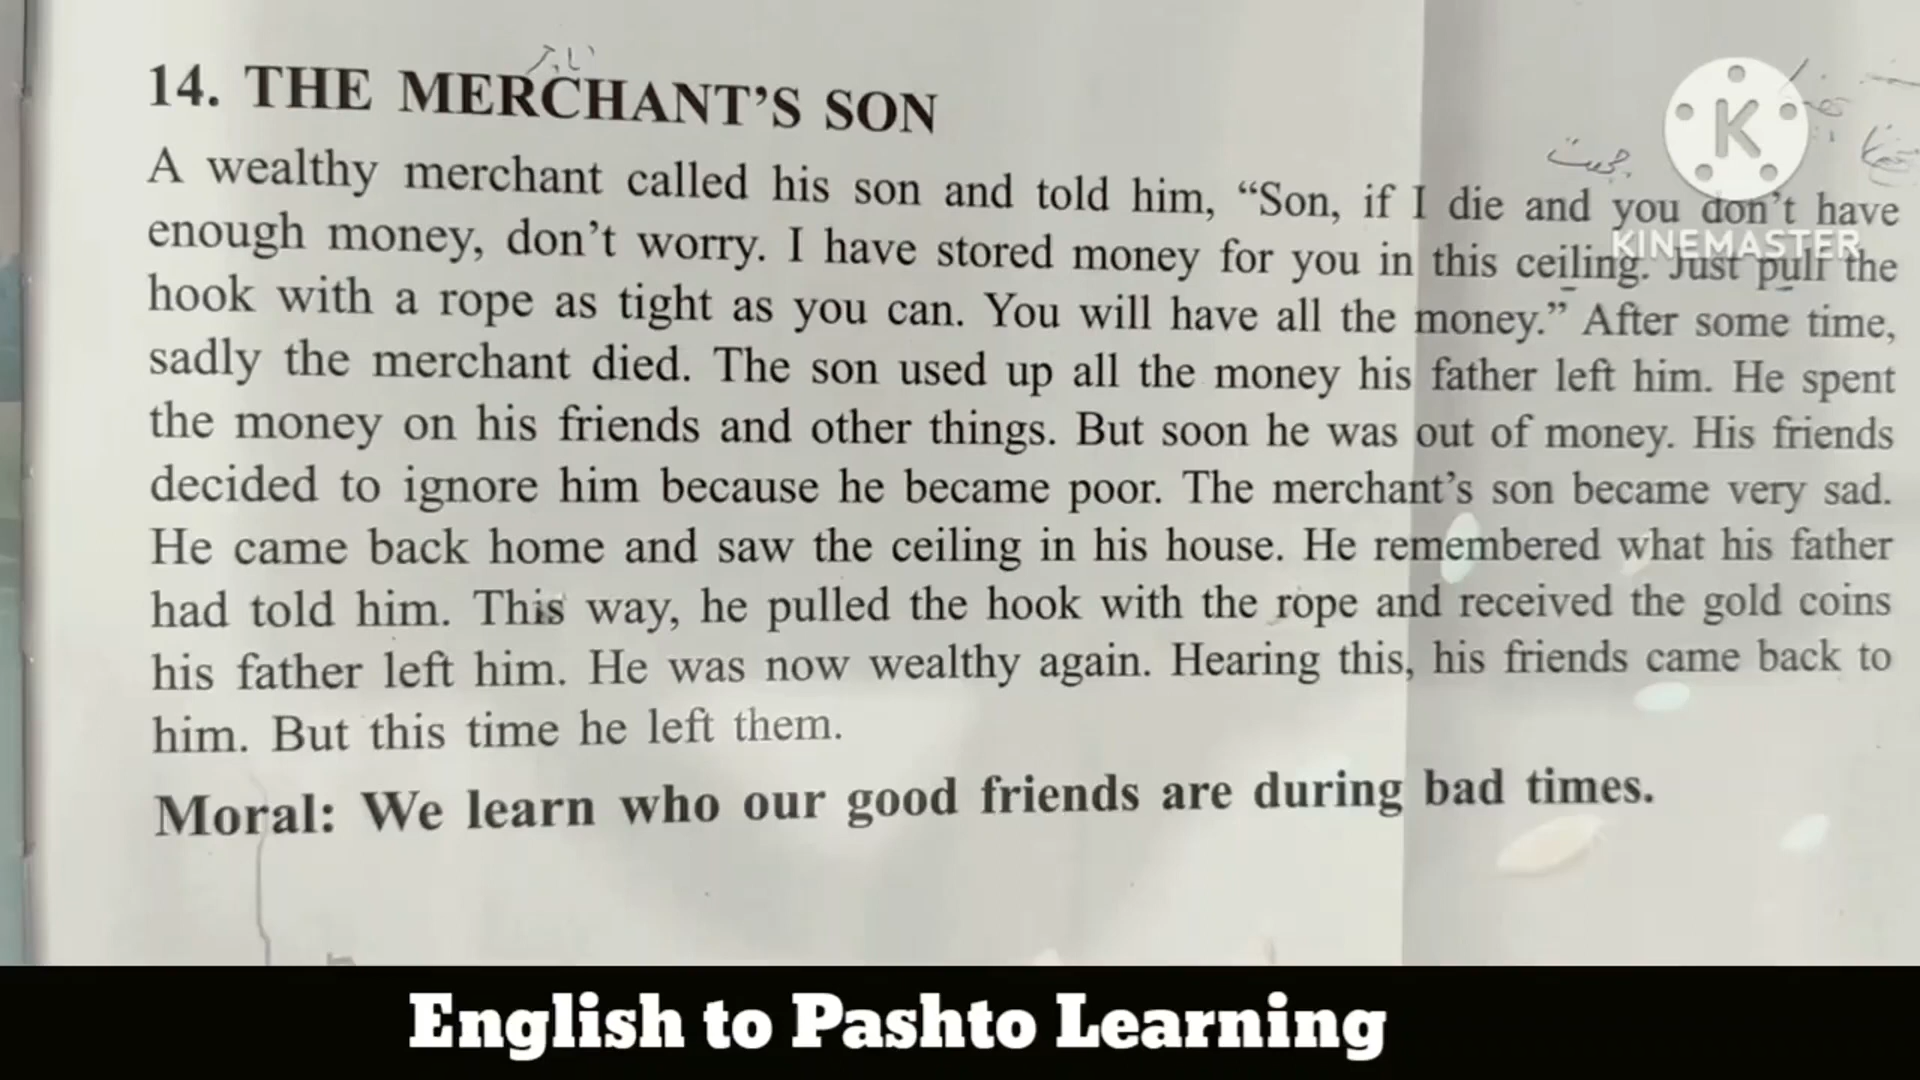 تاجر
14. THE MERCHANT'S SON
چھت
A wealthy merchant called his son and told him, “Son, if I die and you don't have
enough money, don't worry. I have stored money for you in this ceiling. Just pull the
hook with a rope as tight as you can. You will have all the money.” After some time,
sadly the merchant died. The son used up all the money his father left him. He spent
the money on his friends and other things. But soon he was out of money. His friends
decided to ignore him because he became poor. The merchant's son became very sad.
He came back home and saw the ceiling in his house. He remembered what his father
had told him. This way, he pulled the hook with the rope and received the gold coins
his father left him. He was now wealthy again. Hearing this, his friends came back to
him. But this time he left them.
Moral: We learn who our good friends are during bad times.
K
KINEMASTER
English to Pashto Learning